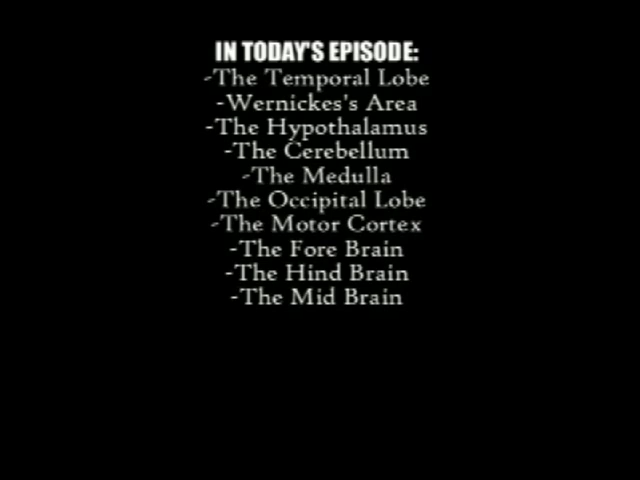 IN TODAY'S EPISODE:
-The Temporal Lobe
-Wernickes's Area
-The Hypothalamus
-The Cerebellum
-The Medulla
-The Occipital Lobe
-The Motor Cortex
-The Fore Brain
-The Hind Brain
-The Mid Brain